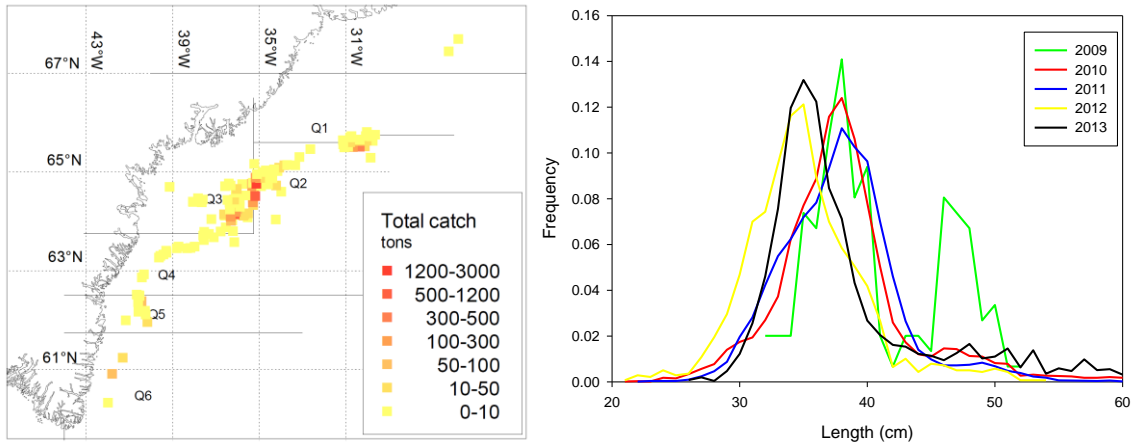 43°W
39°W
35°W
31°W
67°N
65°N
63°N
61°N
Q1
Q2
Q3
Q4
Q5
Q6
Total catch
tons
1200-3000
500-1200
300-500
100-300
50-100
10-50
0-10
Frequency
0.16
0.14
0.12
0.10
0.08
0.06
0.04
0.02
0.00
20 30 40 50 60
Length (cm)
2009
2010
2011
2012
2013